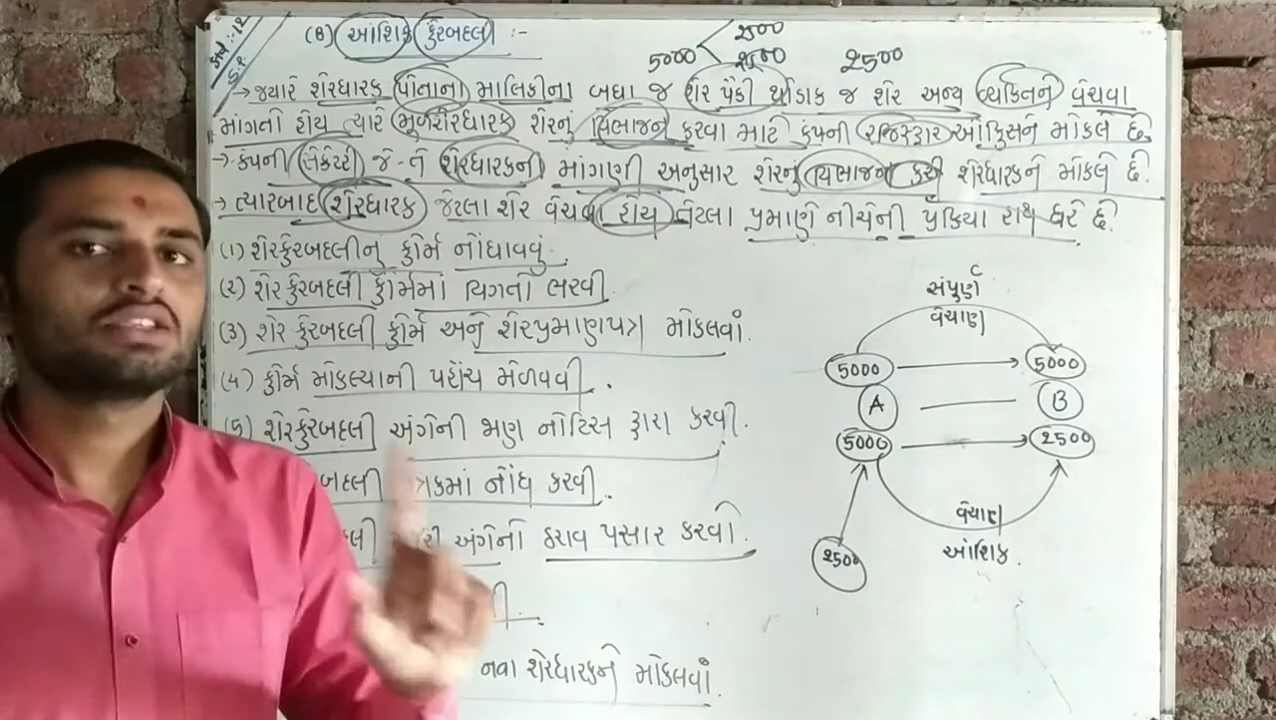 (B) આંશિક ફેરબદલી :-
5000 < 2500
2500
2500
→ જ્યારે શેરધારક પોતાના માલિકીના બધા જ શેર પૈકી થોડાક જ શેર અન્ય વ્યક્તિને વેચવા
માંગતો હોય ત્યારે મૂળશેરધારક શેરનું વિભાજન કરવા માટે કંપની રજિસ્ટ્રાર ઓફિસને મોકલે છે.
→ કંપની સેક્રેટરી જે-તે શેરધારકની માંગણી અનુસાર શેરનું વિભાજન કરી શેરધારકને મોકલે છે.
→ ત્યારબાદ શેરધારક જેટલા શેર વેચવા હોય તેટલા પ્રમાણે નીચેની પ્રક્રિયા હાથ ધરે છે.
(1) શેરફેરબદલીનું ફોર્મ નોંધાવવું.
(2) શેર ફેરબદલી ફોર્મમાં વિગતો ભરવી.
(3) શેર ફેરબદલી ફોર્મ અને શેરપ્રમાણપત્ર મોકલવાં.
(4) ફોર્મ મોકલ્યાની પહોંચ મેળવવી.
(5) શેરફેરબદલી અંગેની જાણ નોટિસ દ્વારા કરવી.
બદલી ત્રકમાં નોંધ કરવી.
અંગેનો ઠરાવ પસાર કરવો.
નવા શેરધારકને મોકલવાં.
સંપુર્ણ
વેચાણ
5000 → 5000
A — B
5000 → 2500
વેચાણ
આંશિક.
2500